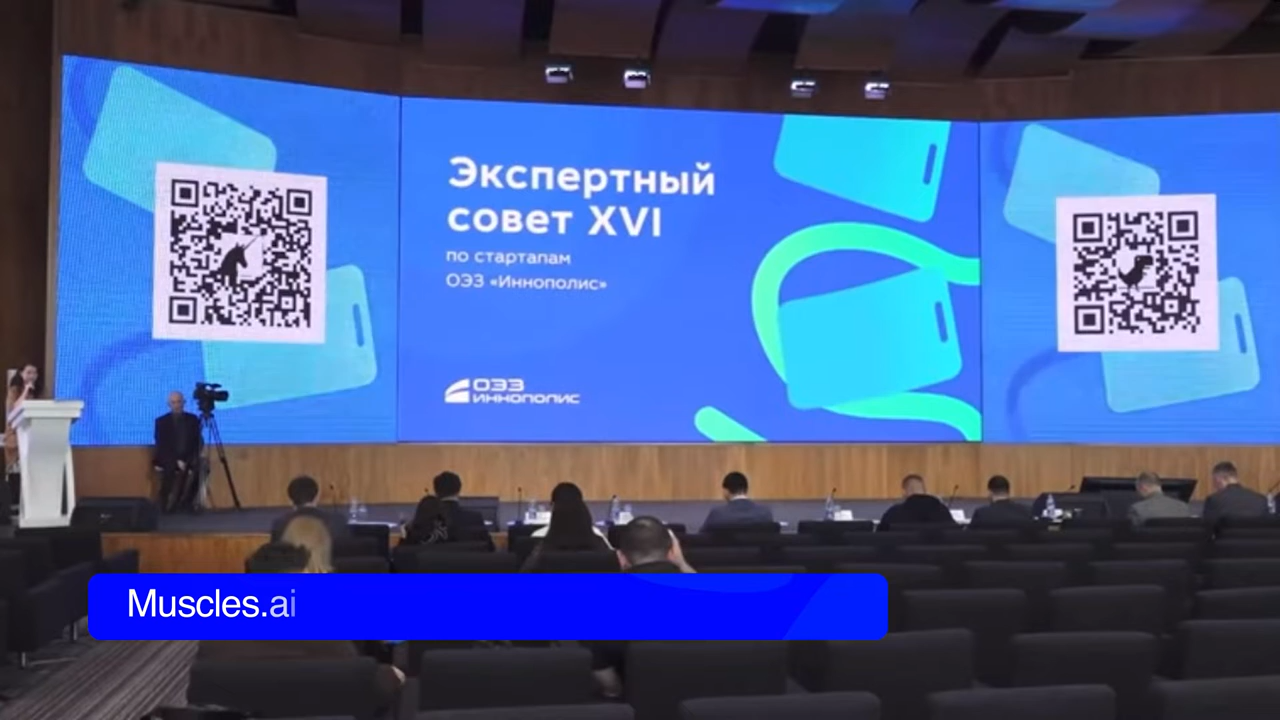 Экспертный
совет XVI
по стартапам
ОЭЗ «Иннополис»
ОЭЗ
ИННОПОЛИС
Muscles.ai